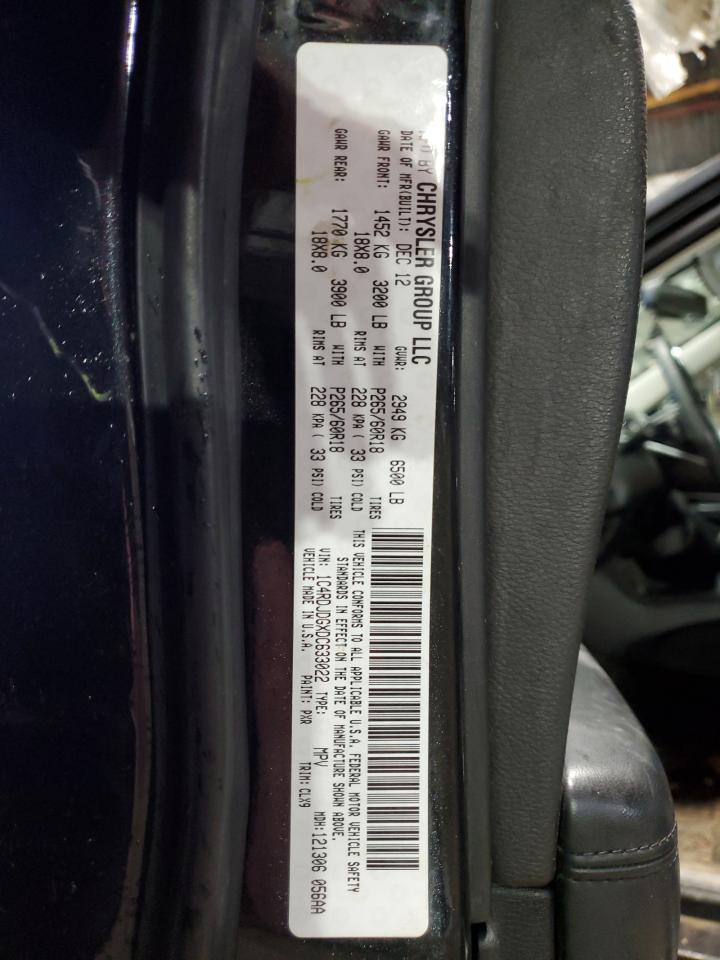 BY CHRYSLER GROUP LLC
DATE OF MFR(BUILT): DEC 12 GVWR: 2949 KG 6500 LB
GAWR FRONT: 1452 KG 3200 LB WITH P265/60R18 TIRES
18X8.0 RIMS AT 228 KPA ( 33 PSI) COLD
GAWR REAR: 1770 KG 3900 LB WITH P265/60R18 TIRES
18X8.0 RIMS AT 228 KPA ( 33 PSI) COLD
THIS VEHICLE CONFORMS TO ALL APPLICABLE U.S.A. FEDERAL MOTOR VEHICLE SAFETY
STANDARDS IN EFFECT ON THE DATE OF MANUFACTURE SHOWN ABOVE.
VIN: 1C4RDJDGXDC633022 TYPE: MPV MDH:121306 056AA
VEHICLE MADE IN U.S.A. PAINT: PXR TRIM: CLX9